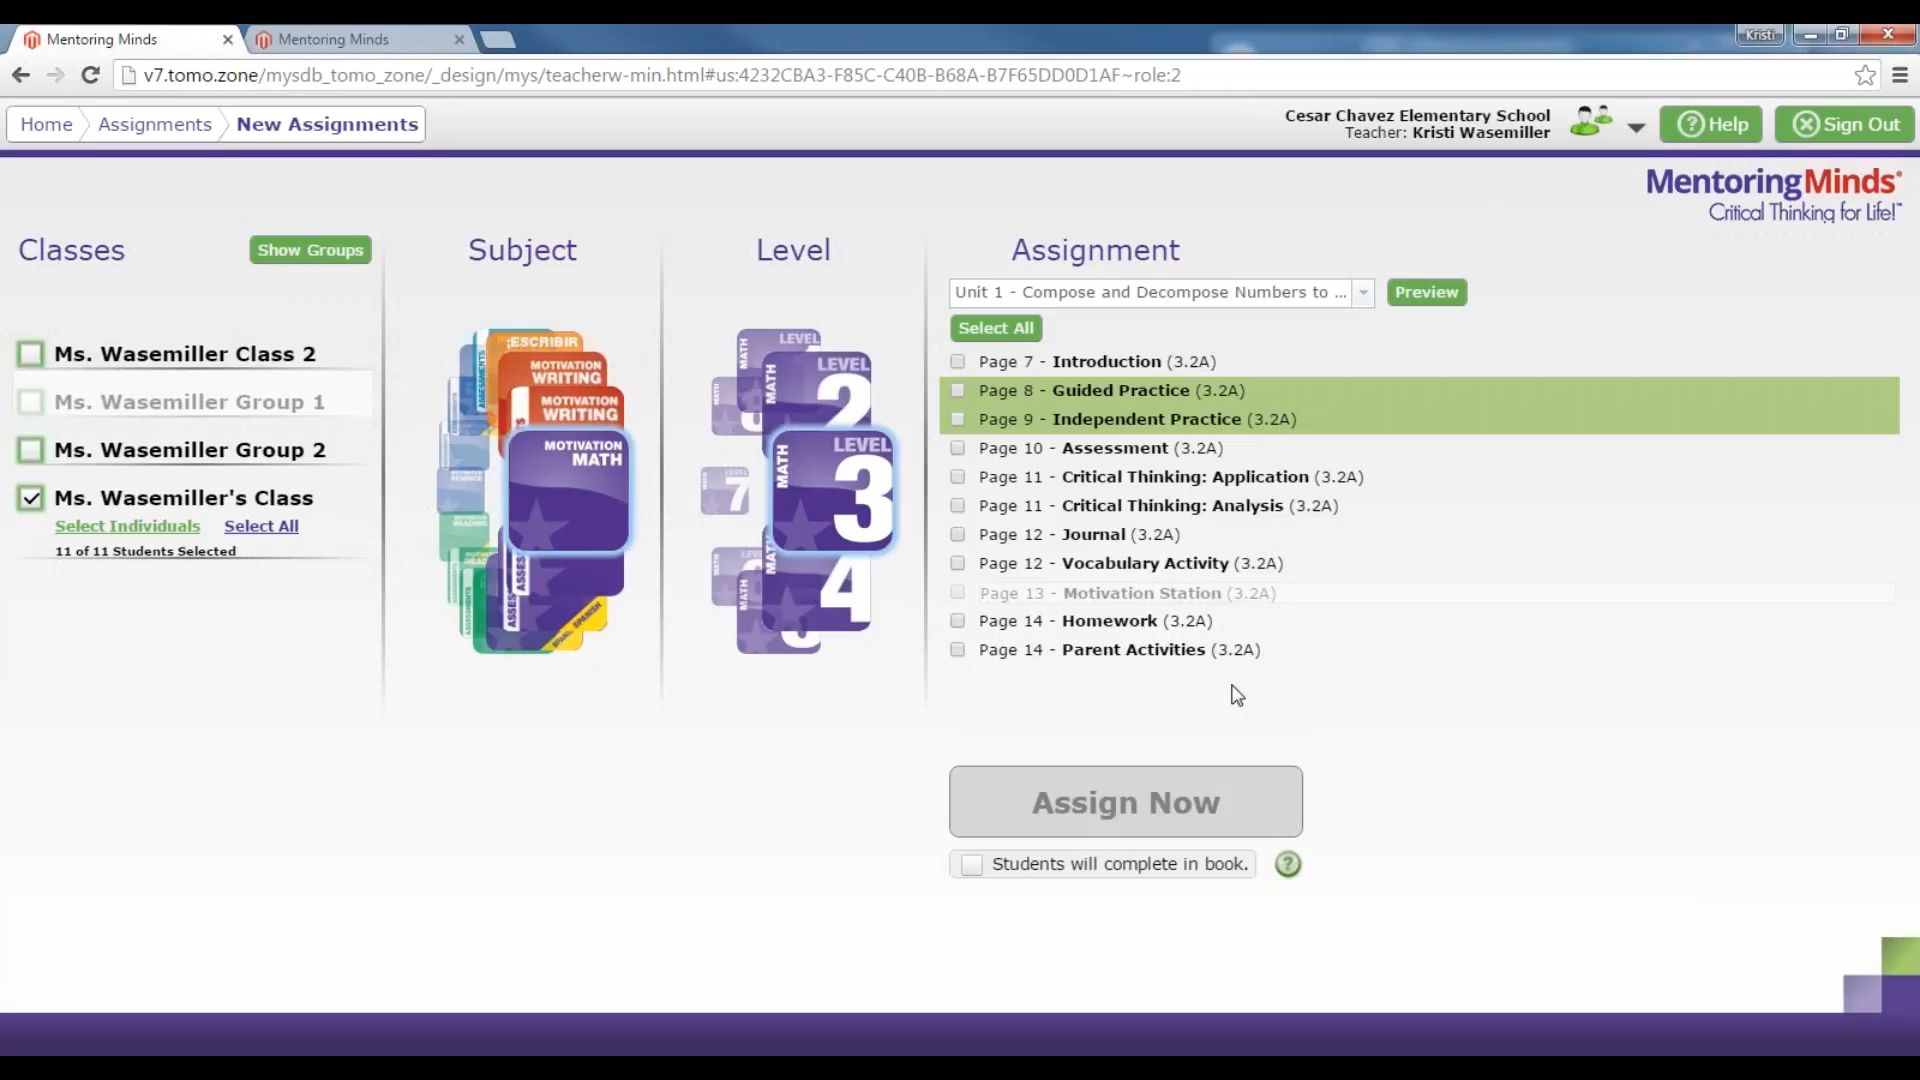 Mentoring Minds
Mentoring Minds
Kristi
v7.tomo.zone/mysdb_tomo_zone/_design/mys/teacherw-min.html#us:4232CBA3-F85C-C40B-B68A-B7F65DD0D1AF~role:2
Home Assignments New Assignments
Cesar Chavez Elementary School
Teacher: Kristi Wasemiller
Help
Sign Out
MentoringMinds®
Critical Thinking for Life!™
Classes
Show Groups
Ms. Wasemiller Class 2
Ms. Wasemiller Group 1
Ms. Wasemiller Group 2
Ms. Wasemiller's Class
Select Individuals Select All
11 of 11 Students Selected
Subject
¡ESCRIBIR
MOTIVATION
WRITING
MOTIVATION
WRITING
MOTIVATION
MATH
SPANISH
Level
MATH LEVEL
MATH LEVEL
2
MATH LEVEL
3
7
MATH
4
MATH
Assignment
Unit 1 - Compose and Decompose Numbers to ...
Preview
Select All
Page 7 - Introduction (3.2A)
Page 8 - Guided Practice (3.2A)
Page 9 - Independent Practice (3.2A)
Page 10 - Assessment (3.2A)
Page 11 - Critical Thinking: Application (3.2A)
Page 11 - Critical Thinking: Analysis (3.2A)
Page 12 - Journal (3.2A)
Page 12 - Vocabulary Activity (3.2A)
Page 13 - Motivation Station (3.2A)
Page 14 - Homework (3.2A)
Page 14 - Parent Activities (3.2A)
Assign Now
Students will complete in book.